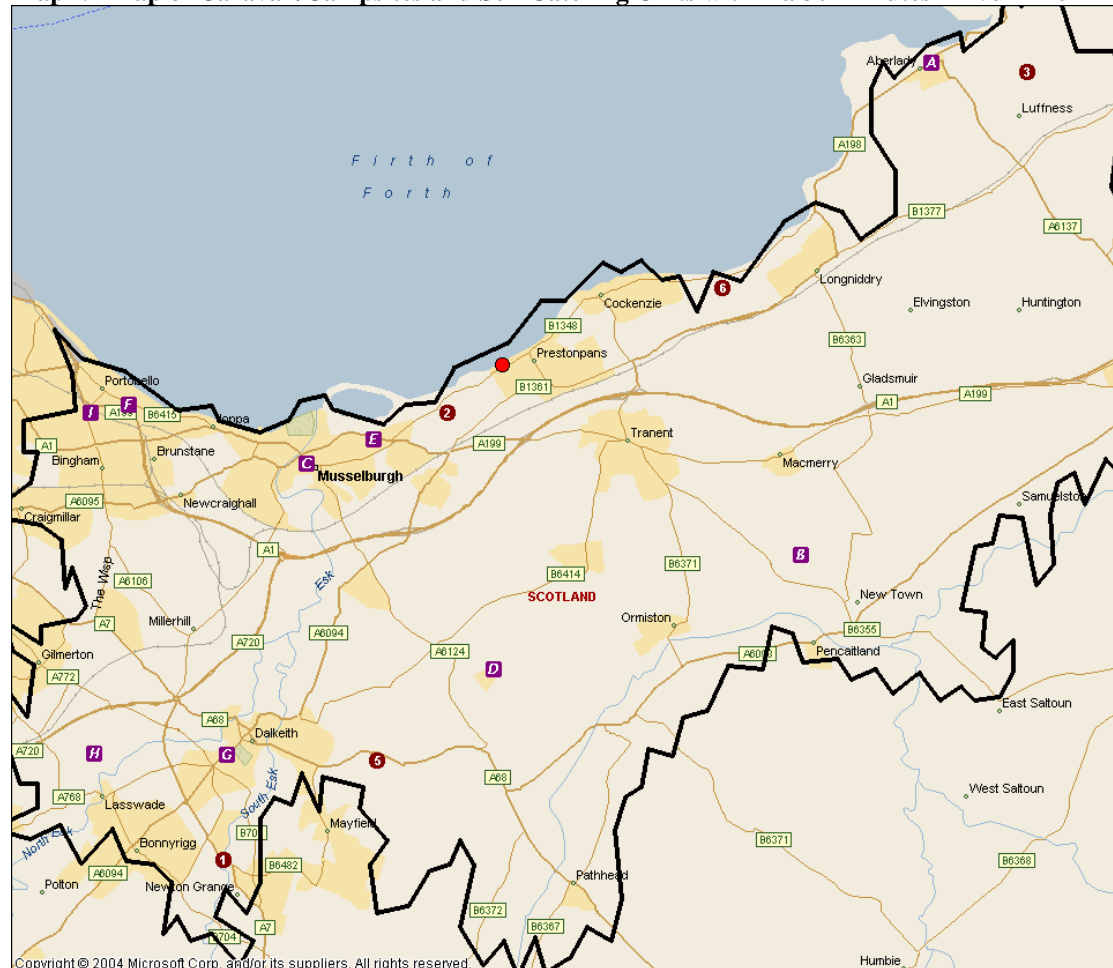 Aberlady
A
3
Luffness
A198
Firth of
Forth
B1377
A6137
Longniddry
6
Cockenzie
Elvingston
Huntington
B1348
B6363
Prestonpans
B1361
Gladsmuir
Portobello
I
F
A199
B6415
Joppa
2
A1
A199
A1
E
A199
Tranent
Bingham
Brunstane
C
Musselburgh
Macmerry
A6095
Newcraighall
Samuelston
Craigmillar
A1
B
The Wisp
A6106
Esk
B6414
B6371
SCOTLAND
New Town
A7
Millerhill
A6094
Ormiston
B6355
A720
Gilmerton
A6124
A6093
Pencaitland
A772
D
East Saltoun
A68
Dalkeith
A720
H
G
5
A68
South Esk
A768
Lasswade
West Saltoun
Mayfield
North Esk
Bonnyrigg
B6371
1
B6482
B6368
A6094
Polton
Newton Grange
Pathhead
B6372
A7
B6367
B704
Humbie
Copyright © 2004 Microsoft Corp. and/or its suppliers. All rights reserved.